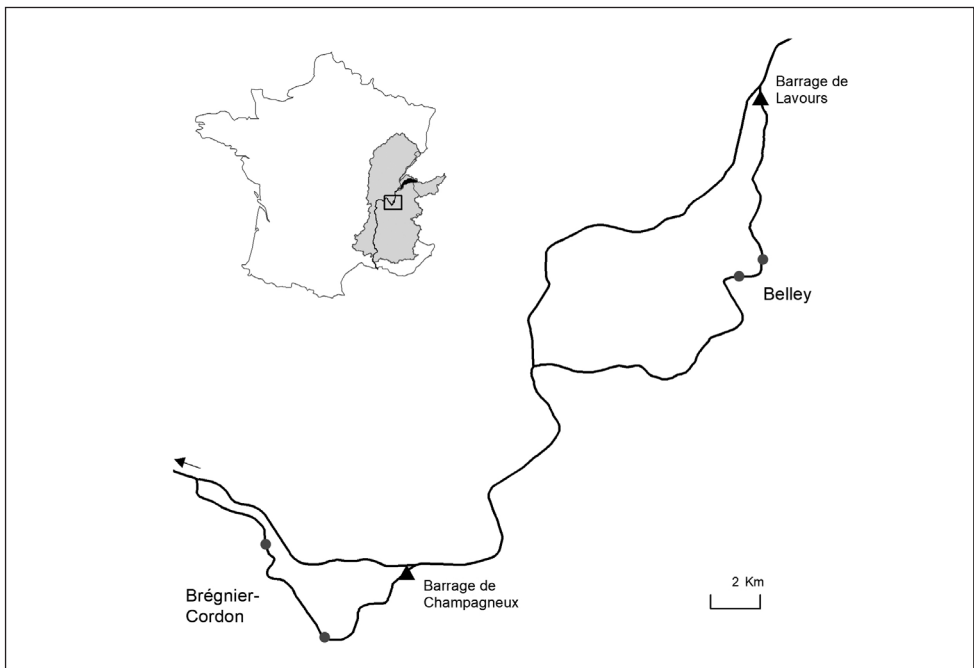 Barrage de
Lavours
Belley
Brégnier-
Cordon
Barrage de
Champagneux
2 Km